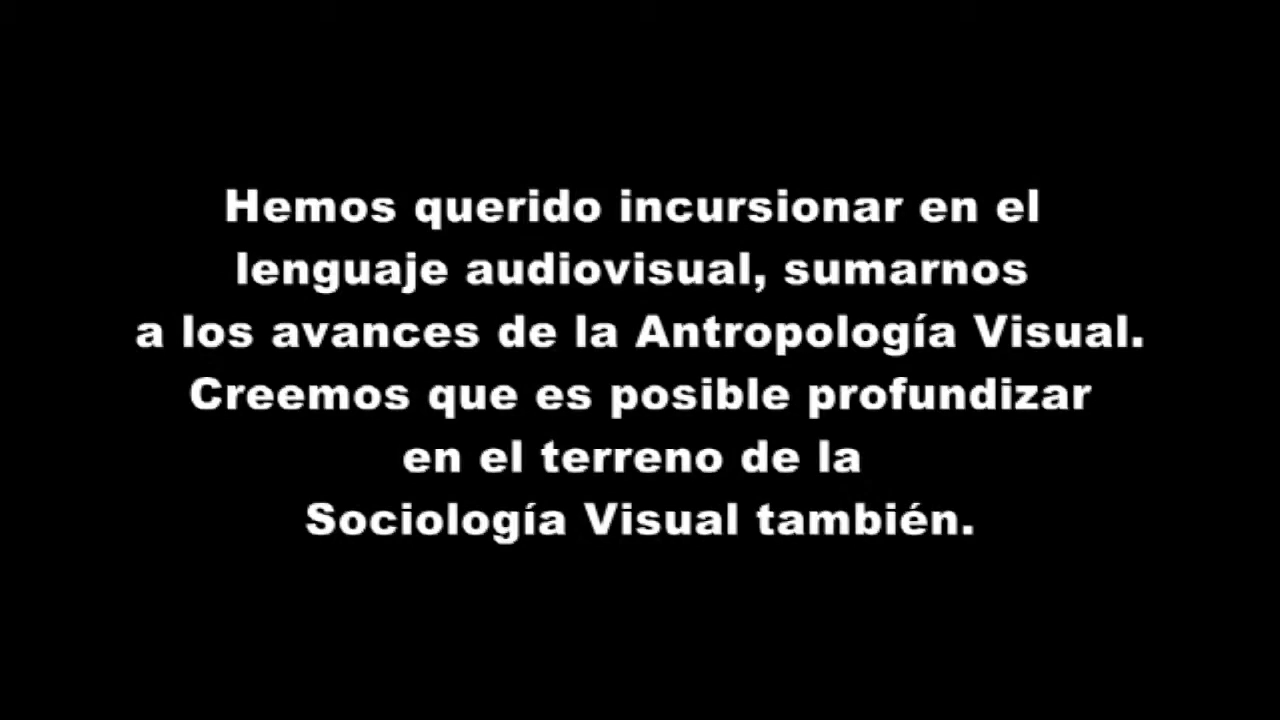 Hemos querido incursionar en el
lenguaje audiovisual, sumarnos
a los avances de la Antropología Visual.
Creemos que es posible profundizar
en el terreno de la
Sociología Visual también.